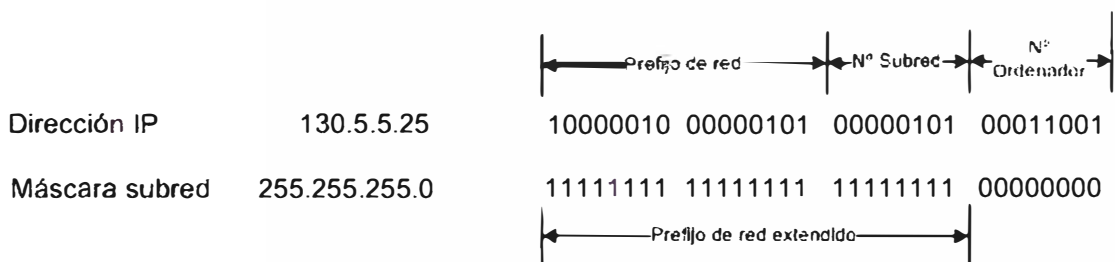 Prefijo de red Nº Subred Nº Ordenador
Dirección IP 130.5.5.25 10000010 00000101 00000101 00011001
Máscara subred 255.255.255.0 11111111 11111111 11111111 00000000
Prefijo de red extendido